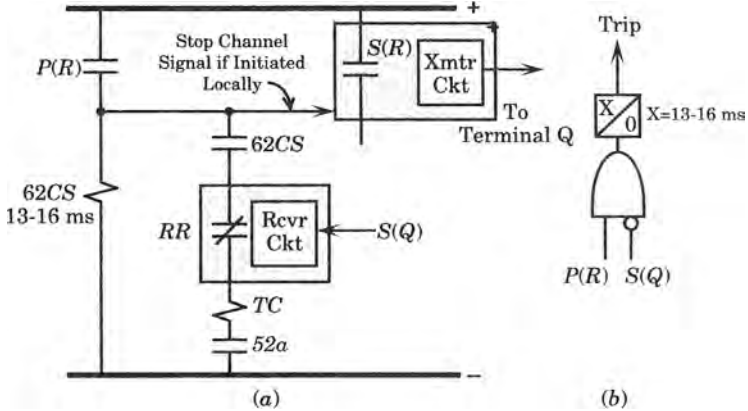 +
P(R)
Stop Channel
Signal if Initiated
Locally
S(R)
Xmtr
Ckt
To
Terminal Q
62CS
62CS
13-16 ms
RR
Rcvr
Ckt
S(Q)
TC
52a
−
(a)
Trip
X
0
X=13-16 ms
P(R)
S(Q)
(b)